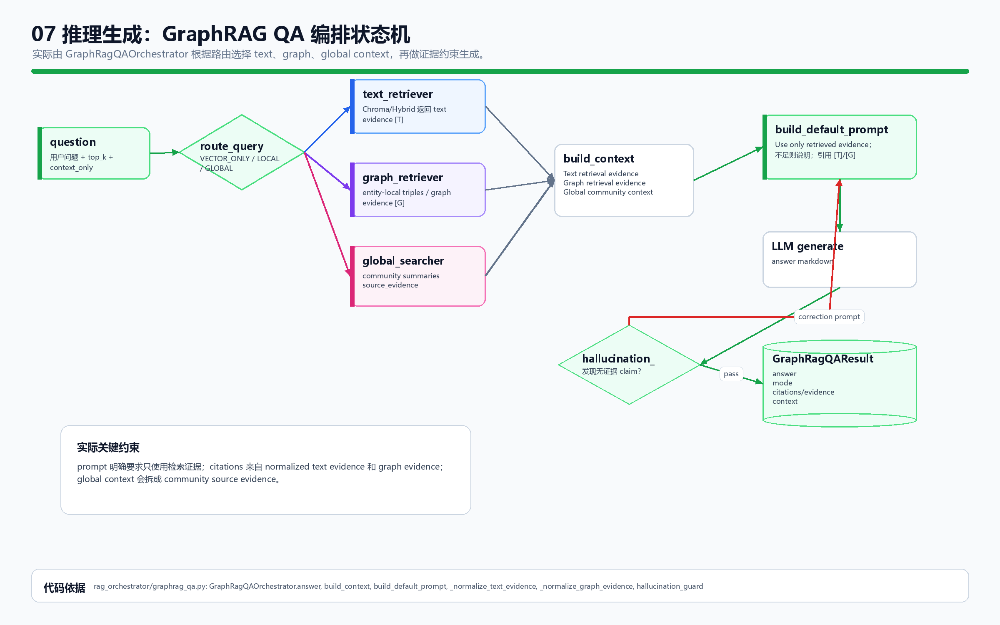 07 推理生成：GraphRAG QA 编排状态机
实际由 GraphRagQAOrchestrator 根据路由选择 text、graph、global context，再做证据约束生成。
question
用户问题 + top_k +
context_only
route_query
VECTOR_ONLY / LOCAL
/ GLOBAL
text_retriever
Chroma/Hybrid 返回 text
evidence [T]
graph_retriever
entity-local triples / graph
evidence [G]
global_searcher
community summaries
source_evidence
build_context
Text retrieval evidence
Graph retrieval evidence
Global community context
build_default_prompt
Use only retrieved evidence；
不足则说明；引用 [T]/[G]
LLM generate
answer markdown
correction prompt
hallucination_
发现无证据 claim？
pass
GraphRagQAResult
answer
mode
citations/evidence
context
实际关键约束
prompt 明确要求只使用检索证据；citations 来自 normalized text evidence 和 graph evidence；
global context 会拆成 community source evidence。
代码依据
rag_orchestrator/graphrag_qa.py: GraphRagQAOrchestrator.answer, build_context, build_default_prompt, _normalize_text_evidence, _normalize_graph_evidence, hallucination_guard